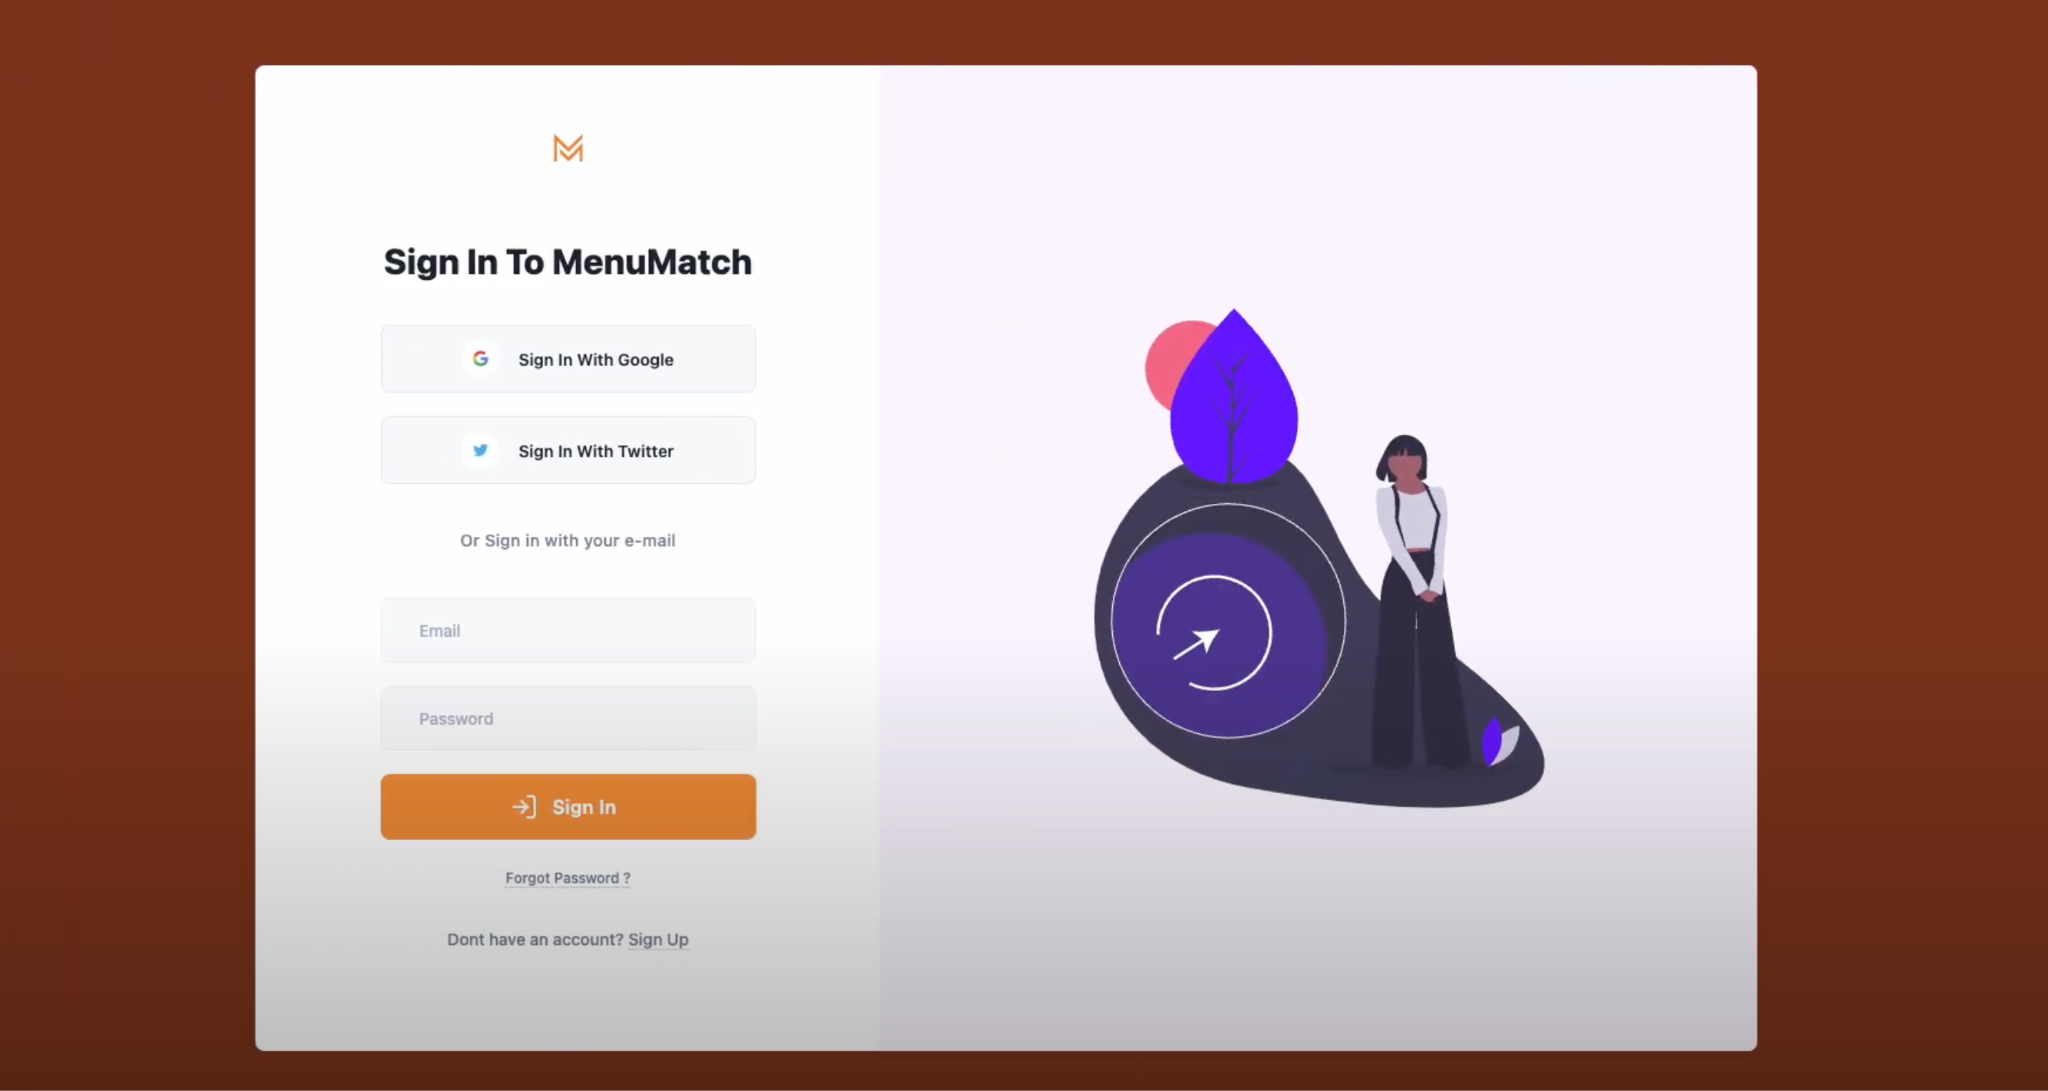 Sign In To MenuMatch
Sign In With Google
Sign In With Twitter
Or Sign in with your e-mail
Email
Password
Sign In
Forgot Password ?
Dont have an account? Sign Up